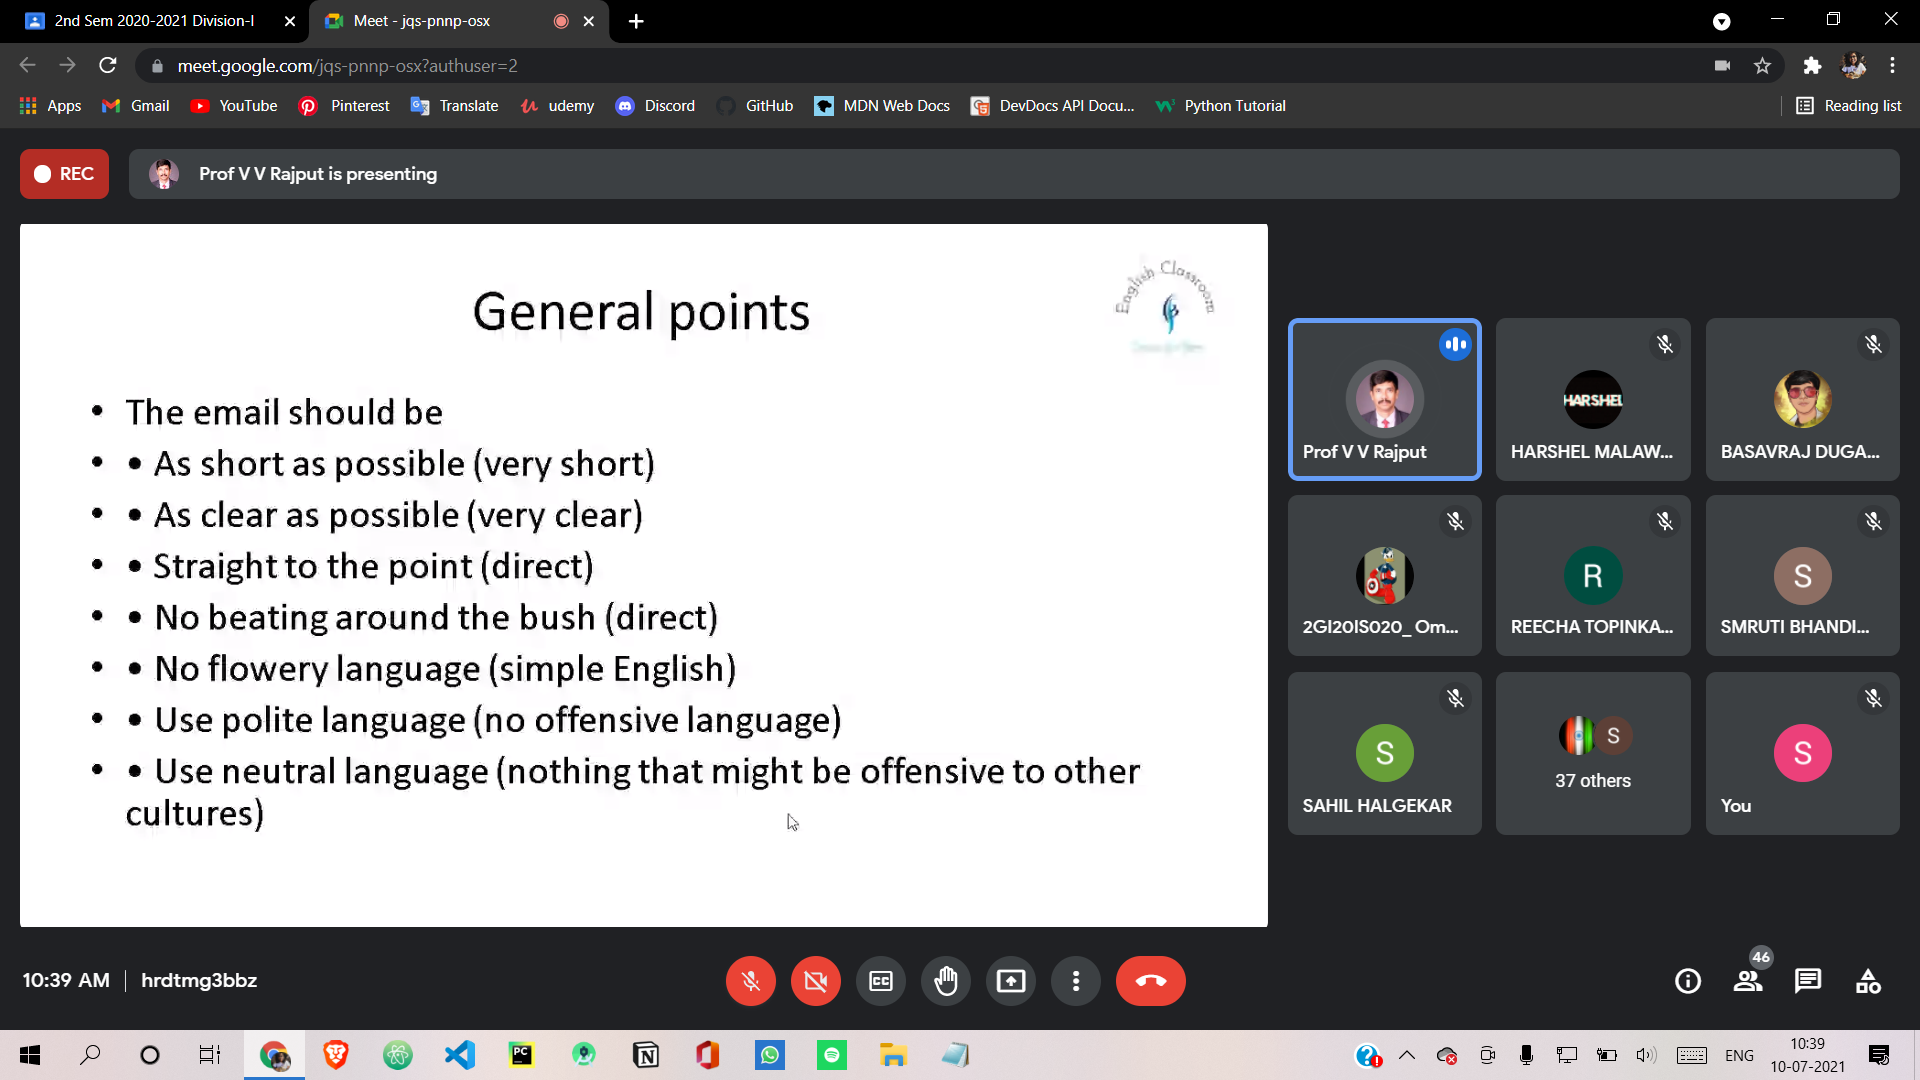 2nd Sem 2020-2021 Division-I
Meet - jqs-pnnp-osx
meet.google.com/jqs-pnnp-osx?authuser=2
Apps Gmail YouTube Pinterest Translate udemy Discord GitHub MDN Web Docs DevDocs API Docu... Python Tutorial Reading list
REC
Prof V V Rajput is presenting
English Classroom
General points
• The email should be
• • As short as possible (very short)
• • As clear as possible (very clear)
• • Straight to the point (direct)
• • No beating around the bush (direct)
• • No flowery language (simple English)
• • Use polite language (no offensive language)
• • Use neutral language (nothing that might be offensive to other
cultures)
Prof V V Rajput
HARSHEL
HARSHEL MALAW...
BASAVRAJ DUGA...
2GI20IS020_ Om...
R
REECHA TOPINKA...
S
SMRUTI BHANDI...
S
SAHIL HALGEKAR
S
37 others
S
You
10:39 AM | hrdtmg3bbz
46
PC
ENG
10:39
10-07-2021